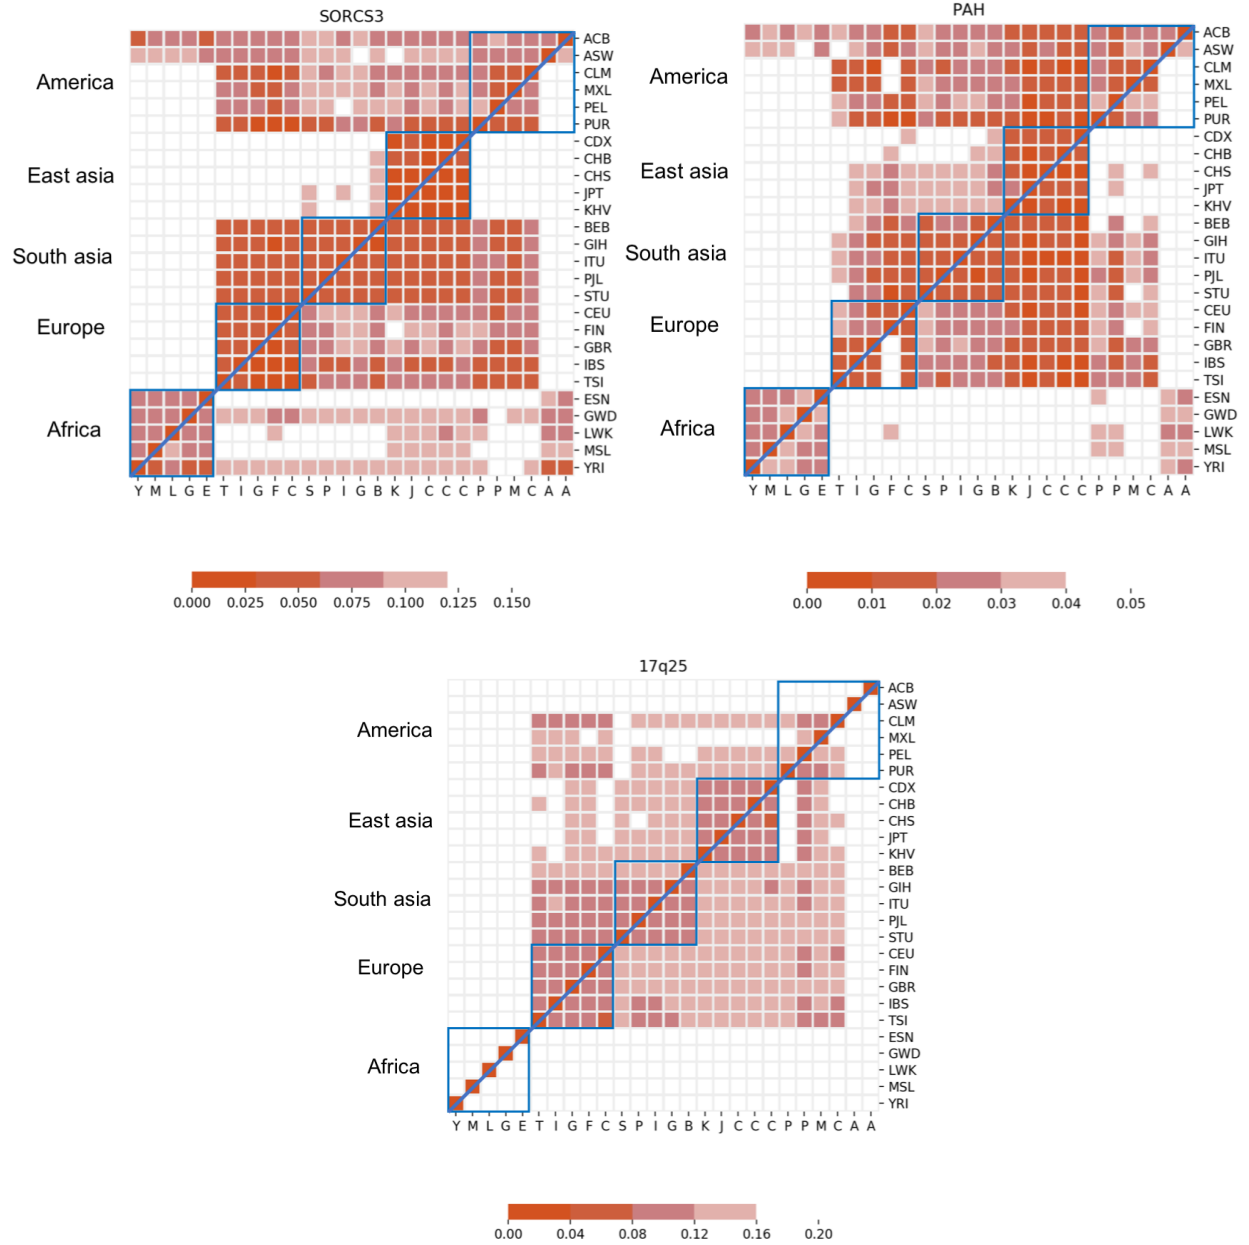 SORCS3
America
East asia
South asia
Europe
Africa
ACB
ASW
CLM
MXL
PEL
PUR
CDX
CHB
CHS
JPT
KHV
BEB
GIH
ITU
PJL
STU
CEU
FIN
GBR
IBS
TSI
ESN
GWD
LWK
MSL
YRI
Y M L G E T I G F C S P I G B K J C C C P P M C A A
0.000 0.025 0.050 0.075 0.100 0.125 0.150
PAH
America
East asia
South asia
Europe
Africa
ACB
ASW
CLM
MXL
PEL
PUR
CDX
CHB
CHS
JPT
KHV
BEB
GIH
ITU
PJL
STU
CEU
FIN
GBR
IBS
TSI
ESN
GWD
LWK
MSL
YRI
Y M L G E T I G F C S P I G B K J C C C P P M C A A
0.00 0.01 0.02 0.03 0.04 0.05
17q25
America
East asia
South asia
Europe
Africa
ACB
ASW
CLM
MXL
PEL
PUR
CDX
CHB
CHS
JPT
KHV
BEB
GIH
ITU
PJL
STU
CEU
FIN
GBR
IBS
TSI
ESN
GWD
LWK
MSL
YRI
Y M L G E T I G F C S P I G B K J C C C P P M C A A
0.00 0.04 0.08 0.12 0.16 0.20